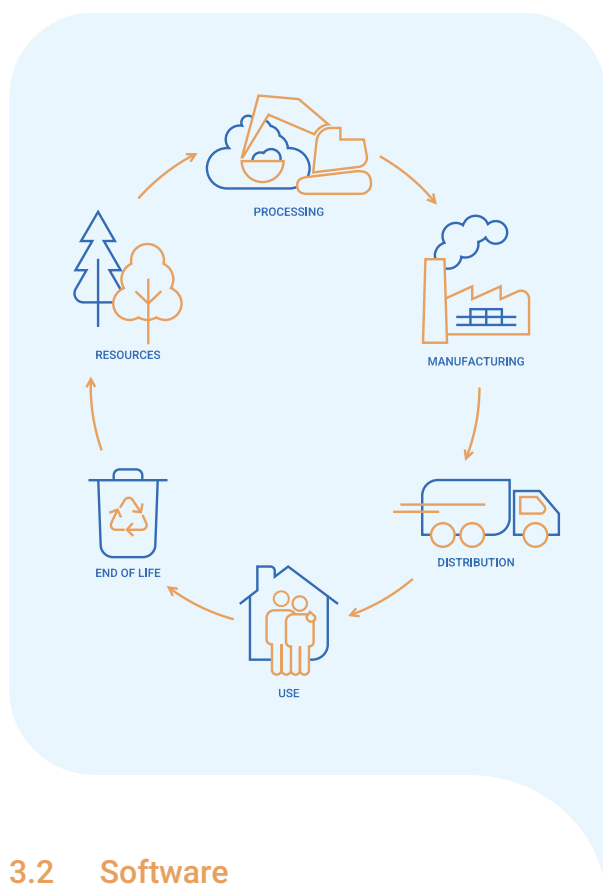 PROCESSING
MANUFACTURING
DISTRIBUTION
USE
END OF LIFE
RESOURCES
3.2 Software